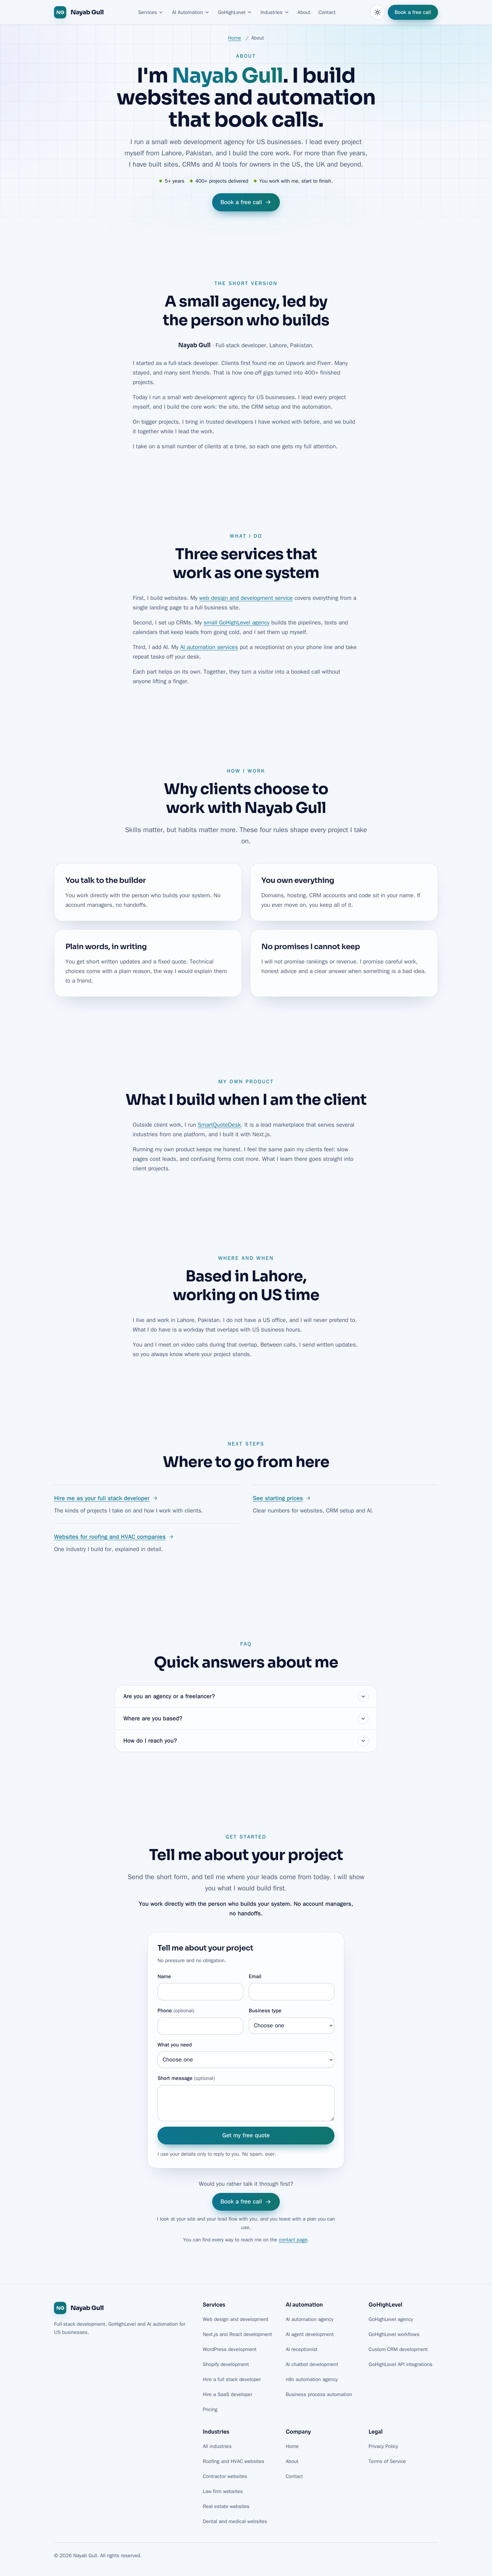 NG Nayab Gull Services AI Automation GoHighLevel Industries About Contact Book a free call
Home / About
ABOUT
I'm Nayab Gull. I build
websites and automation
that book calls.
I run a small web development agency for US businesses. I lead every project
myself from Lahore, Pakistan, and I build the core work. For more than five years,
I have built sites, CRMs and AI tools for owners in the US, the UK and beyond.
5+ years 400+ projects delivered You work with me, start to finish.
Book a free call
THE SHORT VERSION
A small agency, led by
the person who builds
Nayab Gull · Full-stack developer, Lahore, Pakistan.
I started as a full-stack developer. Clients first found me on Upwork and Fiverr. Many
stayed, and many sent friends. That is how one-off gigs turned into 400+ finished
projects.
Today I run a small web development agency for US businesses. I lead every project
myself, and I build the core work: the site, the CRM setup and the automation.
On bigger projects, I bring in trusted developers I have worked with before, and we build
it together while I lead the work.
I take on a small number of clients at a time, so each one gets my full attention.
WHAT I DO
Three services that
work as one system
First, I build websites. My web design and development service covers everything from a
single landing page to a full business site.
Second, I set up CRMs. My small GoHighLevel agency builds the pipelines, texts and
calendars that keep leads from going cold, and I set them up myself.
Third, I add AI. My AI automation services put a receptionist on your phone line and take
repeat tasks off your desk.
Each part helps on its own. Together, they turn a visitor into a booked call without
anyone lifting a finger.
HOW I WORK
Why clients choose to
work with Nayab Gull
Skills matter, but habits matter more. These four rules shape every project I take
on.
You talk to the builder
You work directly with the person who builds your system. No
account managers, no handoffs.
You own everything
Domains, hosting, CRM accounts and code sit in your name. If
you ever move on, you keep all of it.
Plain words, in writing
You get short written updates and a fixed quote. Technical
choices come with a plain reason, the way I would explain them
to a friend.
No promises I cannot keep
I will not promise rankings or revenue. I promise careful work,
honest advice and a clear answer when something is a bad idea.
MY OWN PRODUCT
What I build when I am the client
Outside client work, I run SmartQuoteDesk. It is a lead marketplace that serves several
industries from one platform, and I built it with Next.js.
Running my own product keeps me honest. I feel the same pain my clients feel: slow
pages cost leads, and confusing forms cost more. What I learn there goes straight into
client projects.
WHERE AND WHEN
Based in Lahore,
working on US time
I live and work in Lahore, Pakistan. I do not have a US office, and I will never pretend to.
What I do have is a workday that overlaps with US business hours.
You and I meet on video calls during that overlap. Between calls, I send written updates,
so you always know where your project stands.
NEXT STEPS
Where to go from here
Hire me as your full stack developer
The kinds of projects I take on and how I work with clients.
See starting prices
Clear numbers for websites, CRM setup and AI.
Websites for roofing and HVAC companies
One industry I build for, explained in detail.
FAQ
Quick answers about me
Are you an agency or a freelancer?
Where are you based?
How do I reach you?
GET STARTED
Tell me about your project
Send the short form, and tell me where your leads come from today. I will show
you what I would build first.
You work directly with the person who builds your system. No account managers,
no handoffs.
Tell me about your project
No pressure and no obligation.
Name Email
Phone (optional) Business type
Choose one
What you need
Choose one
Short message (optional)
Get my free quote
I use your details only to reply to you. No spam, ever.
Would you rather talk it through first?
Book a free call
I look at your site and your lead flow with you, and you leave with a plan you can
use.
You can find every way to reach me on the contact page.
NG Nayab Gull
Full-stack development, GoHighLevel and AI automation for
US businesses.
Services
Web design and development
Next.js and React development
WordPress development
Shopify development
Hire a full stack developer
Hire a SaaS developer
Pricing
AI automation
AI automation agency
AI agent development
AI receptionist
AI chatbot development
n8n automation agency
Business process automation
GoHighLevel
GoHighLevel agency
GoHighLevel workflows
Custom CRM development
GoHighLevel API integrations
Industries
All industries
Roofing and HVAC websites
Contractor websites
Law firm websites
Real estate websites
Dental and medical websites
Company
Home
About
Contact
Legal
Privacy Policy
Terms of Service
© 2026 Nayab Gull. All rights reserved.